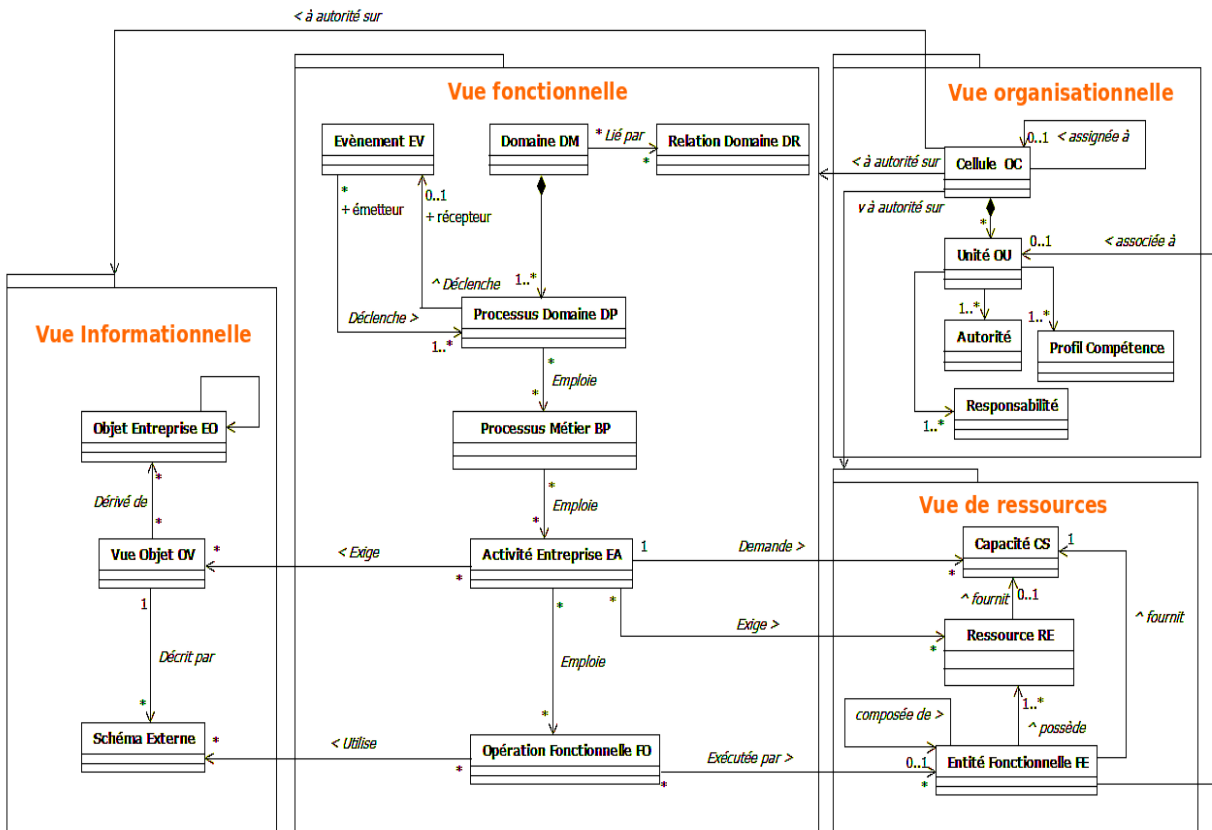 < à autorité sur
Vue fonctionnelle
Vue organisationnelle
Evènement EV
Domaine DM
* Lié par
*
Relation Domaine DR
0..1
< assignée à
Cellule OC
< à autorité sur
v à autorité sur
*
+ émetteur
0..1
+ récepteur
*
0..1
< associée à
Unité OU
^ Déclenche
1..*
Processus Domaine DP
Déclenche >
1..*
1..*
1..*
Autorité
Profil Compétence
Responsabilité
1..*
Vue Informationnelle
*
Emploie
*
Objet Entreprise EO
Processus Métier BP
*
Dérivé de
*
*
Emploie
*
Vue de ressources
Vue Objet OV
*
< Exige
*
Activité Entreprise EA
1
Demande >
*
Capacité CS
1
1
*
*
^ fournit
0..1
^ fournit
Exige >
*
Ressource RE
Décrit par
Emploie
*
*
1..*
composée de >
^ possède
Schéma Externe
*
< Utilise
*
Opération Fonctionnelle FO
*
Exécutée par >
0..1
*
Entité Fonctionnelle FE